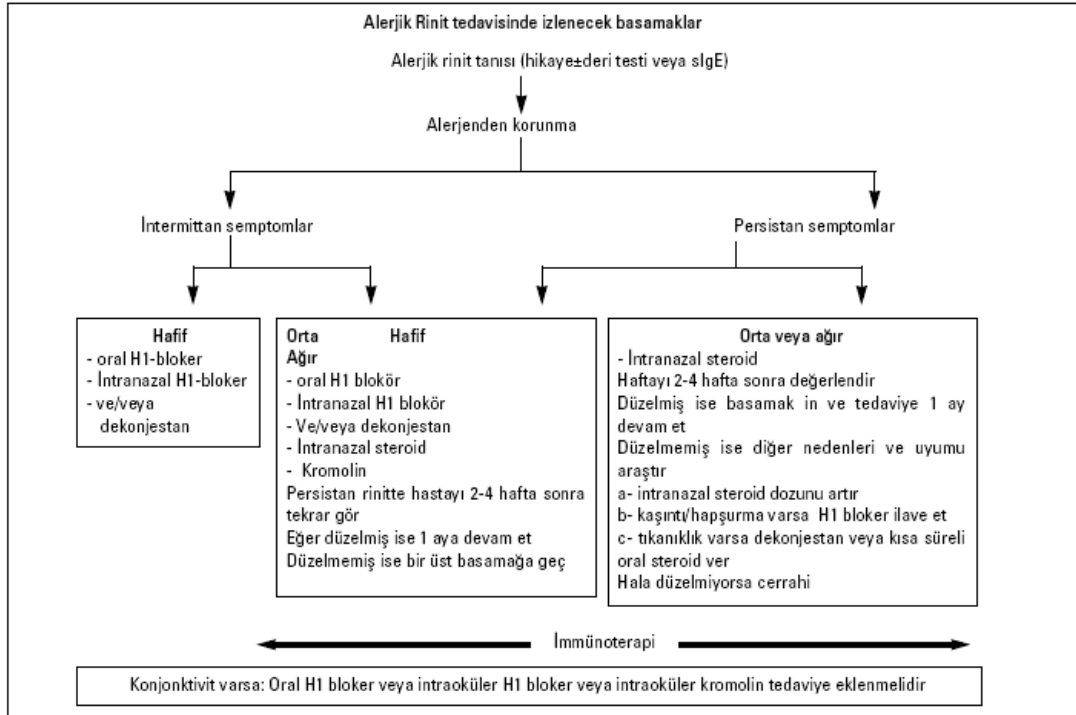 Alerjik Rinit tedavisinde izlenecek basamaklar
Alerjik rinit tanısı (hikaye±deri testi veya sIgE)
Alerjenden korunma
İntermittan semptomlar
Persistan semptomlar
Hafif
- oral H1-bloker
- İntranazal H1-bloker
- ve/veya
dekonjestan
Orta Hafif
Ağır
- oral H1 blokör
- İntranazal H1 blokör
- Ve/veya dekonjestan
- İntranazal steroid
- Kromolin
Persistan rinitte hastayı 2-4 hafta sonra
tekrar gör
Eğer düzelmiş ise 1 aya devam et
Düzelmemiş ise bir üst basamağa geç
Orta veya ağır
- İntranazal steroid
Haftayı 2-4 hafta sonra değerlendir
Düzelmiş ise basamak in ve tedaviye 1 ay
devam et
Düzelmemiş ise diğer nedenleri ve uyumu
araştır
a- intranazal steroid dozunu artır
b- kaşıntı/hapşurma varsa H1 bloker ilave et
c- tıkanıklık varsa dekonjestan veya kısa süreli
oral steroid ver
Hala düzelmiyorsa cerrahi
İmmünoterapi
Konjonktivit varsa: Oral H1 bloker veya intraoküler H1 bloker veya intraoküler kromolin tedaviye eklenmelidir